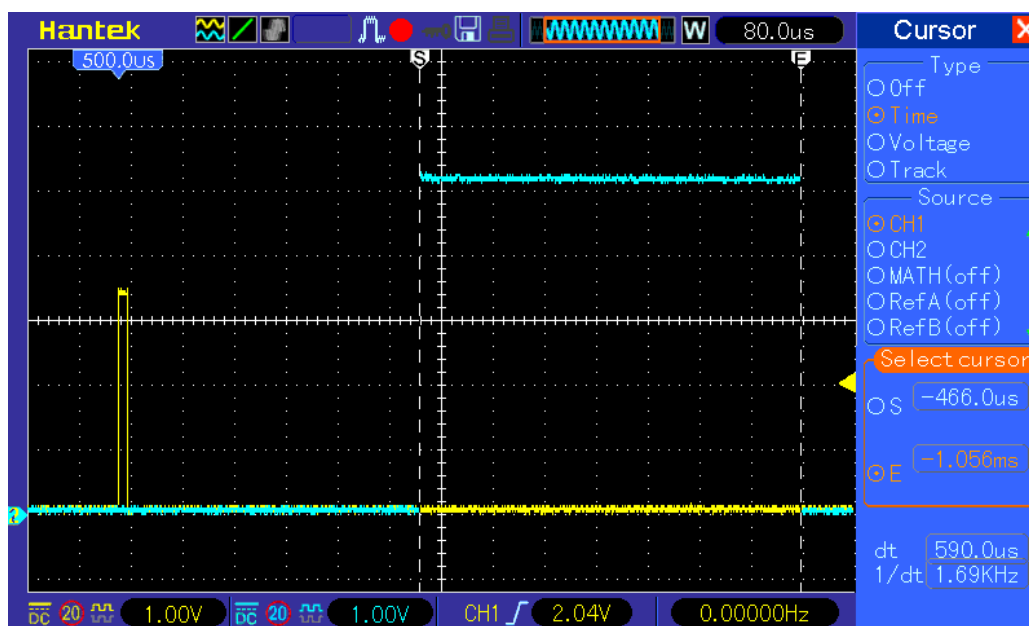 Hantek
W
80.0us
Cursor
X
500.0us
S
E
Type
Off
Time
Voltage
Track
Source
CH1
CH2
MATH(off)
RefA(off)
RefB(off)
Select cursor
S
-466.0us
E
-1.056ms
dt 590.0us
1/dt 1.69KHz
2
DC 20 1.00V DC 20 1.00V CH1 2.04V 0.00000Hz